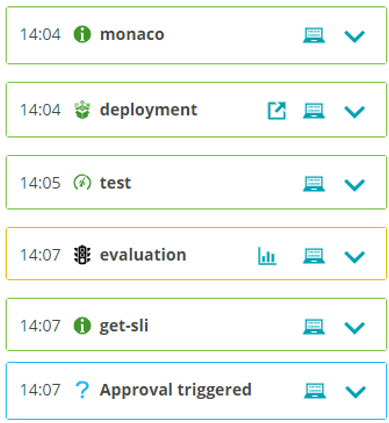 14:04 monaco
14:04 deployment
14:05 test
14:07 evaluation
14:07 get-sli
14:07 ? Approval triggered